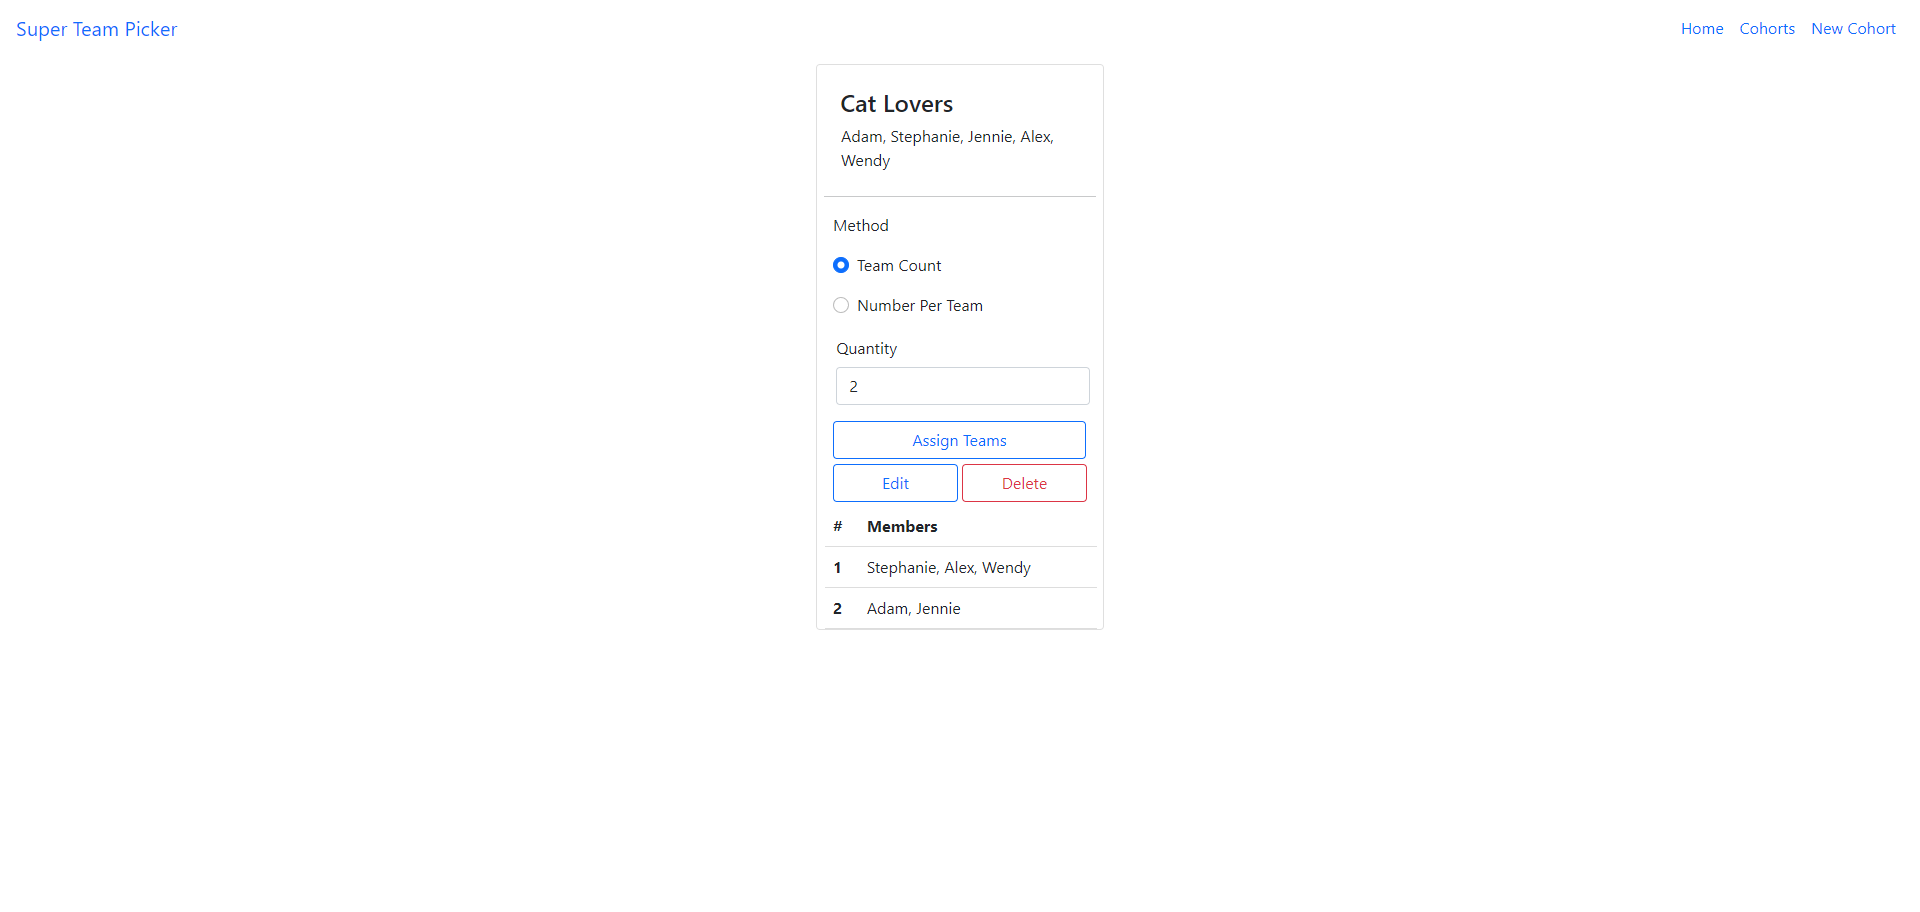 Super Team Picker
Home Cohorts New Cohort
Cat Lovers
Adam, Stephanie, Jennie, Alex,
Wendy
Method
Team Count
Number Per Team
Quantity
2
Assign Teams
Edit Delete
# Members
1 Stephanie, Alex, Wendy
2 Adam, Jennie